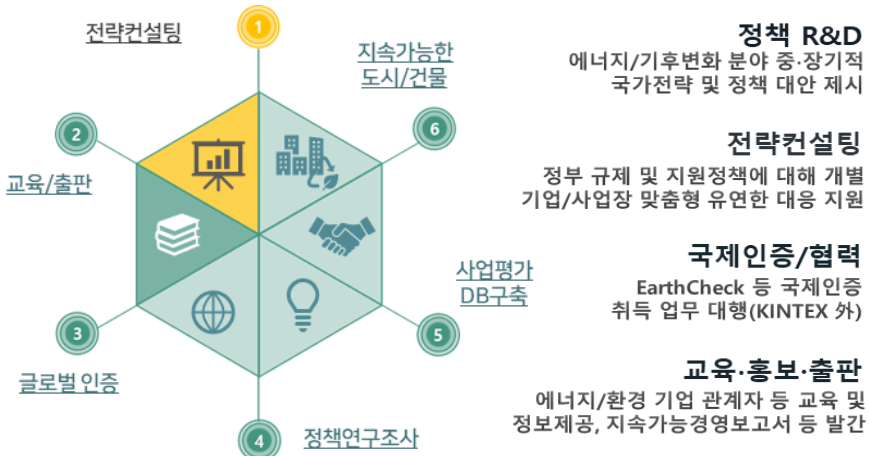 전략컨설팅
1
지속가능한
도시/건물
2
6
교육/출판
사업평가
DB구축
3
5
글로벌 인증
4
정책연구조사
정책 R&D
에너지/기후변화 분야 중·장기적
국가전략 및 정책 대안 제시
전략컨설팅
정부 규제 및 지원정책에 대해 개별
기업/사업장 맞춤형 유연한 대응 지원
국제인증/협력
EarthCheck 등 국제인증
취득 업무 대행(KINTEX 外)
교육·홍보·출판
에너지/환경 기업 관계자 등 교육 및
정보제공, 지속가능경영보고서 등 발간